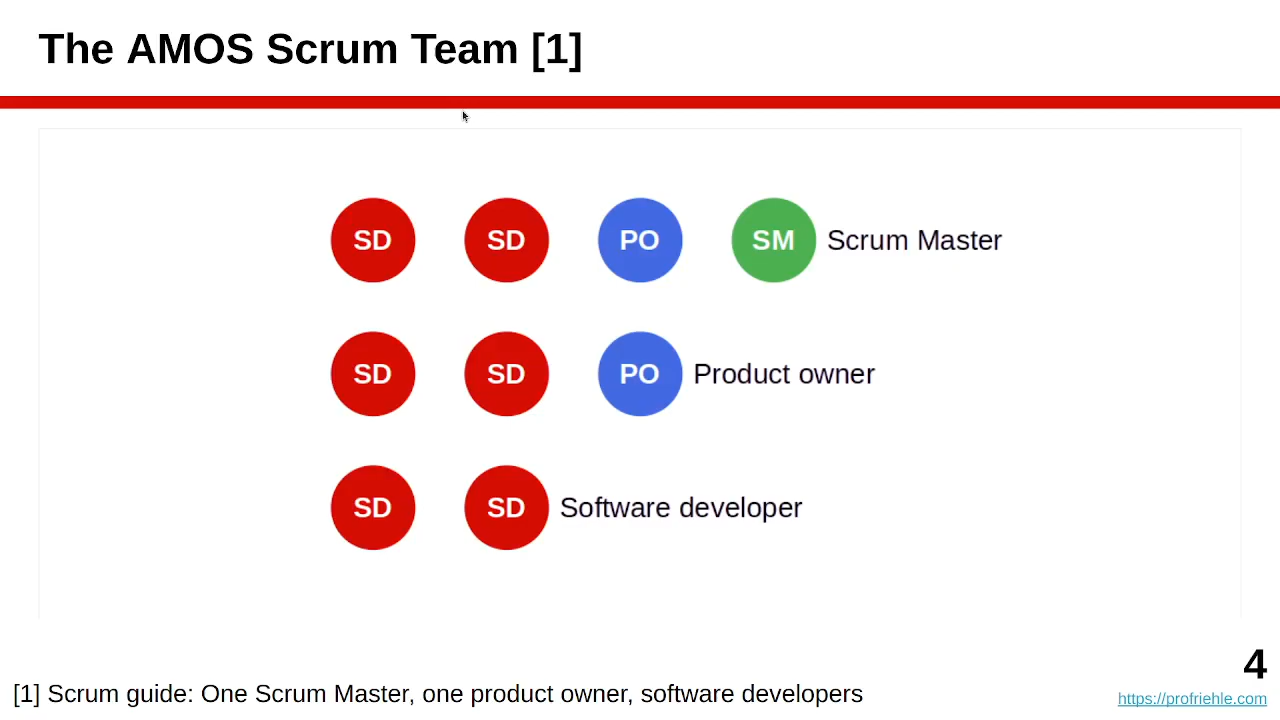 The AMOS Scrum Team [1]
SD SD PO SM Scrum Master
SD SD PO Product owner
SD SD Software developer
4
[1] Scrum guide: One Scrum Master, one product owner, software developers
https://profriehle.com